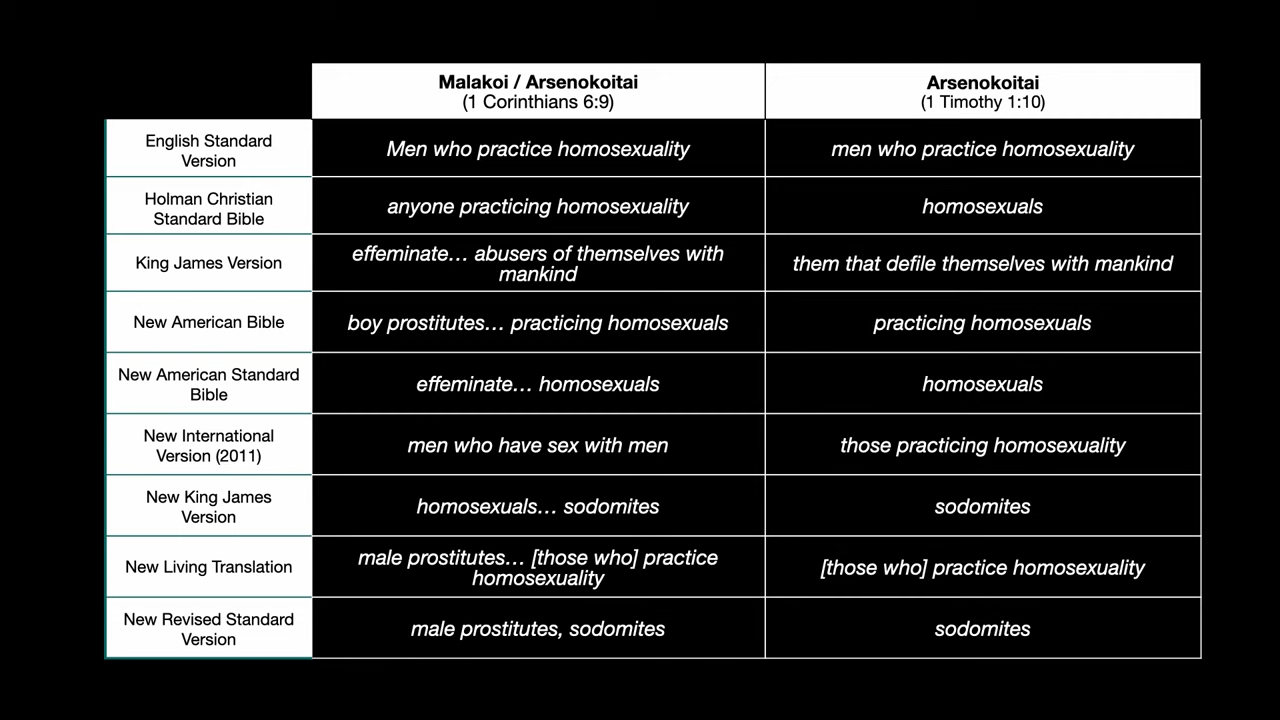 Malakoi / Arsenokoitai
(1 Corinthians 6:9)
Arsenokoitai
(1 Timothy 1:10)
English Standard
Version
Men who practice homosexuality
men who practice homosexuality
Holman Christian
Standard Bible
anyone practicing homosexuality
homosexuals
King James Version
effeminate… abusers of themselves with
mankind
them that defile themselves with mankind
New American Bible
boy prostitutes… practicing homosexuals
practicing homosexuals
New American Standard
Bible
effeminate… homosexuals
homosexuals
New International
Version (2011)
men who have sex with men
those practicing homosexuality
New King James
Version
homosexuals… sodomites
sodomites
New Living Translation
male prostitutes… [those who] practice
homosexuality
[those who] practice homosexuality
New Revised Standard
Version
male prostitutes, sodomites
sodomites